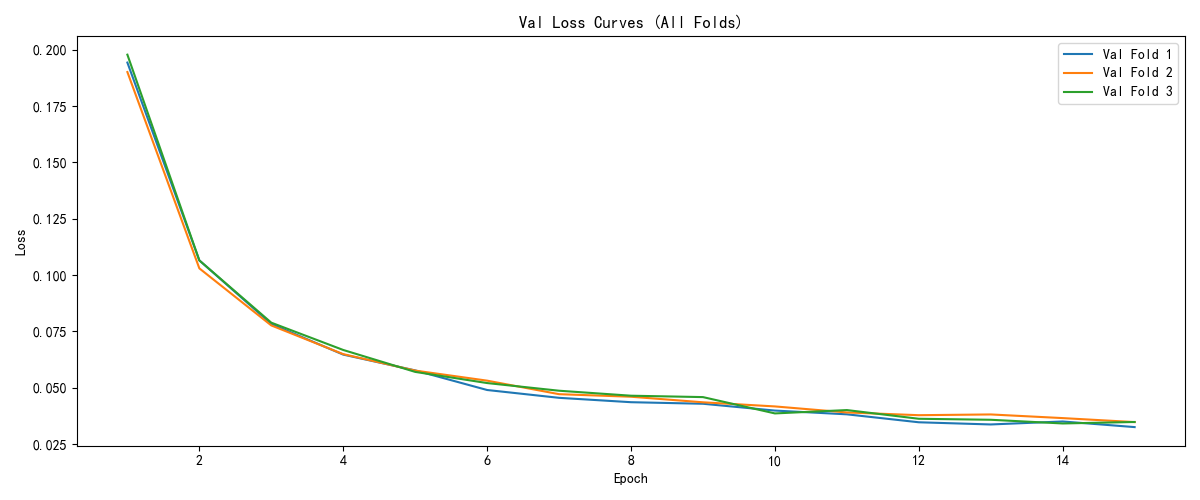 Val Loss Curves (All Folds)
Val Fold 1
Val Fold 2
Val Fold 3
0.200
0.175
0.150
0.125
0.100
0.075
0.050
0.025
Loss
2 4 6 8 10 12 14
Epoch